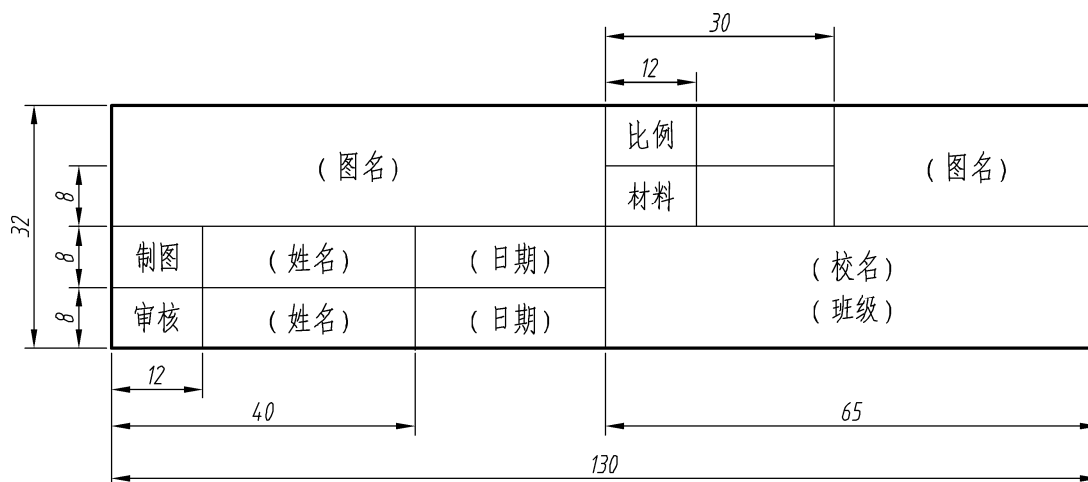 30
12
比例
(图名)
(图名)
材料
32
8
8
8
制图 (姓名) (日期)
(校名)
审核 (姓名) (日期)
(班级)
12
40
65
130